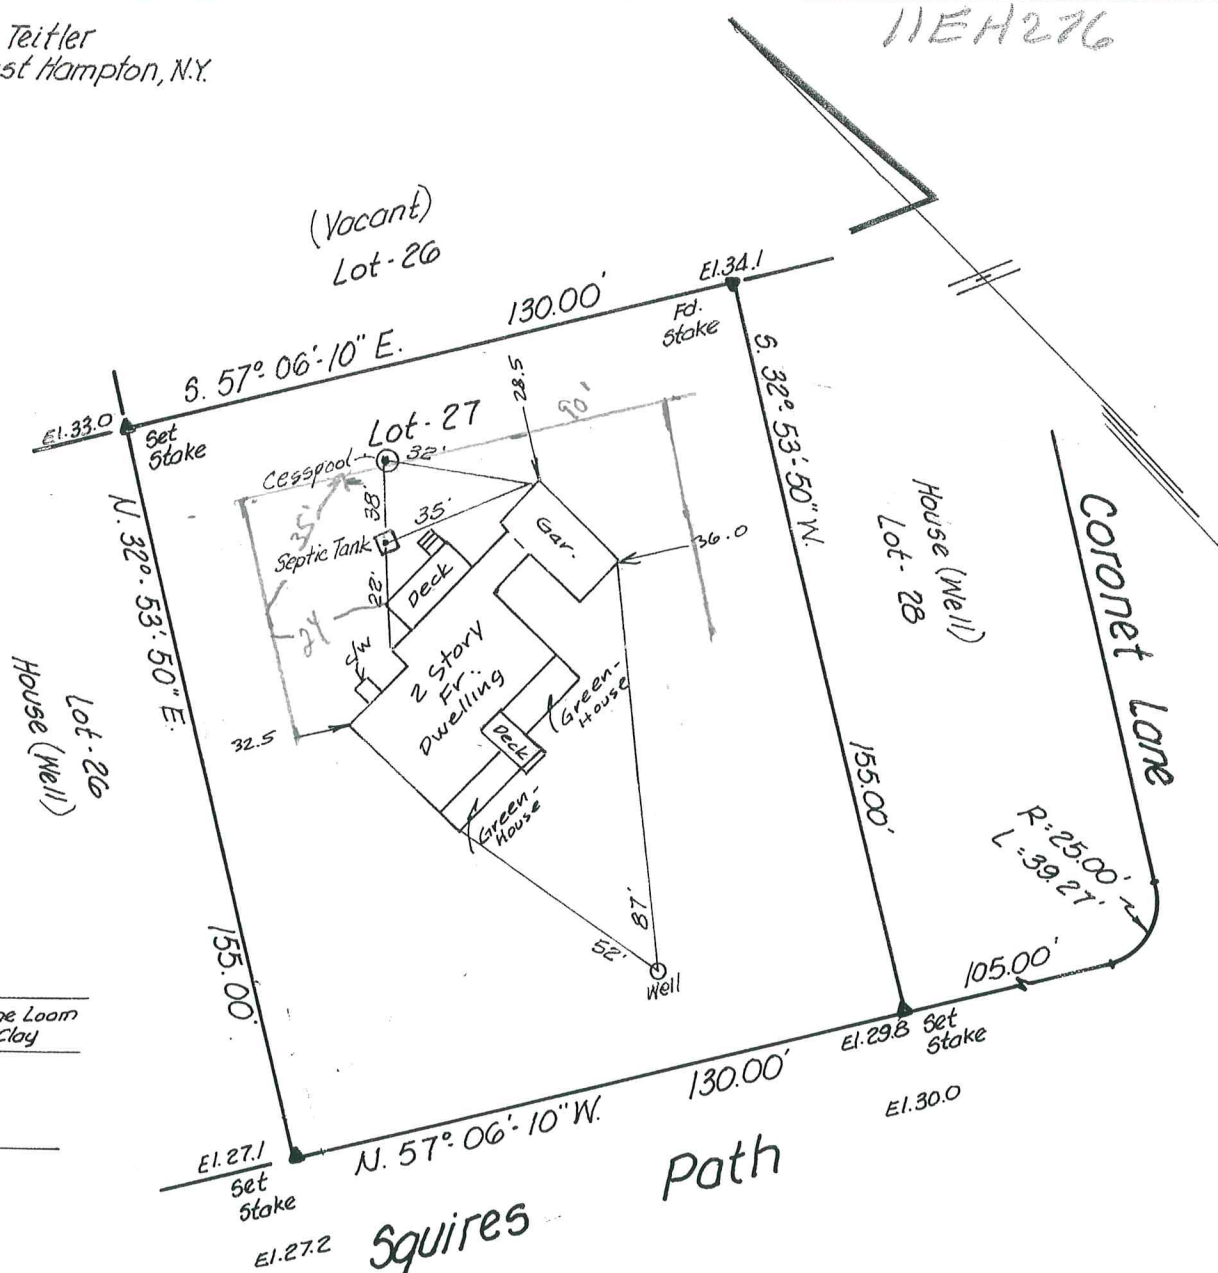 Teitler
st Hampton, N.Y.
11EH276
(Vacant)
Lot-26
El.34.1
Fd.
Stake
130.00'
S. 57°-06'-10" E.
El.33.0
Set
Stake
Lot-27
28.5
90'
Cesspool
32'
38'
35'
35'
Septic Tank
22'
24
Deck
Gar.
36.0
c/w
2 Story
Fr.
Dwelling
Green-
House
Deck
Green-
House
32.5
S. 32°-53'-50" W.
155.00'
N. 32°-53'-50" E.
155.00'
Lot-26
House (Well)
House (Well)
Lot-28
Coronet Lane
R=25.00'
L=39.27'
87'
52'
Well
105.00'
El.29.8
Set
Stake
El.30.0
130.00'
N. 57°-06'-10" W.
e Loam
Clay
El.27.1
Set
Stake
El.27.2
Squires Path